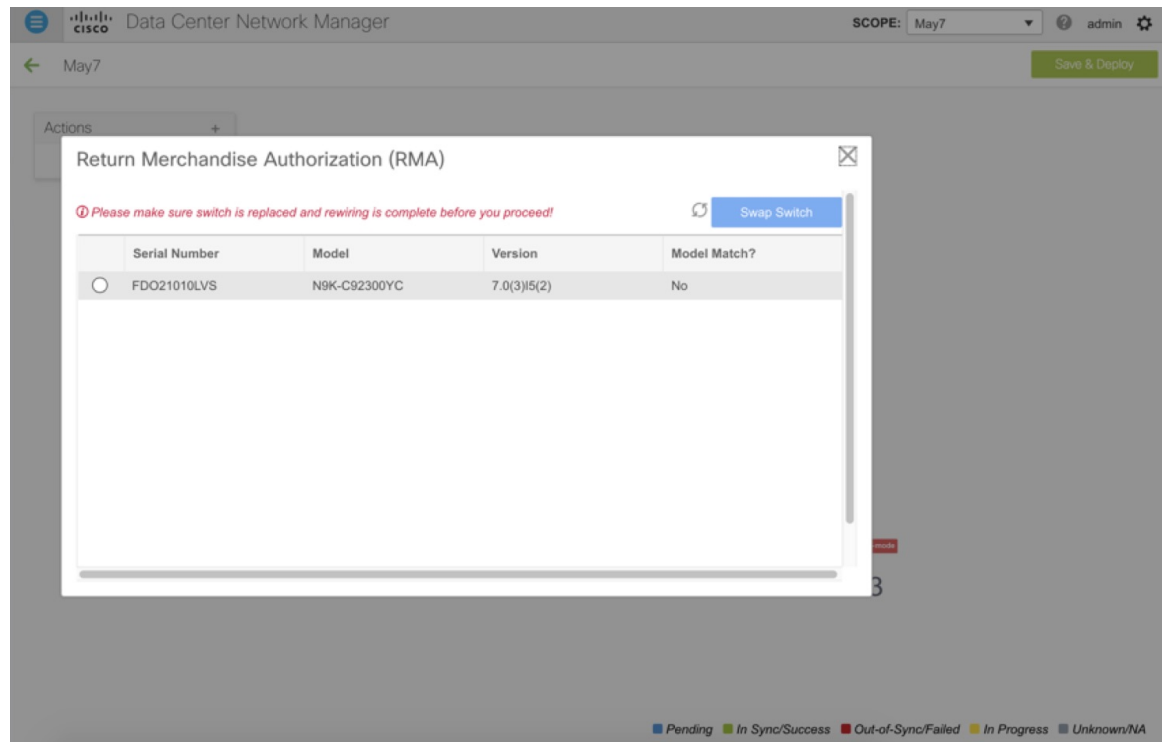 CISCO Data Center Network Manager SCOPE: May7 admin
May7 Save & Deploy
Actions +
Return Merchandise Authorization (RMA)
Please make sure switch is replaced and rewiring is complete before you proceed! Swap Switch
Serial Number Model Version Model Match?
FDO21010LVS N9K-C92300YC 7.0(3)I5(2) No
-mode
3
Pending In Sync/Success Out-of-Sync/Failed In Progress Unknown/NA